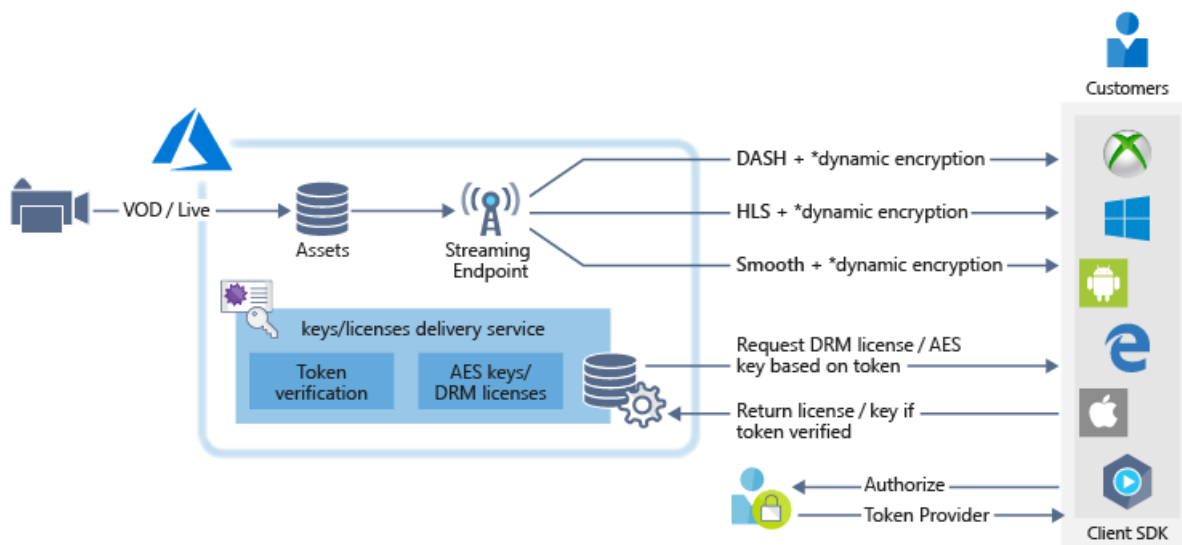 Customers
DASH + *dynamic encryption
VOD / Live
HLS + *dynamic encryption
Assets
Streaming
Endpoint
Smooth + *dynamic encryption
keys/licenses delivery service
Token
verification
AES keys/
DRM licenses
Request DRM license / AES
key based on token
Return license / key if
token verified
Authorize
Token Provider
Client SDK